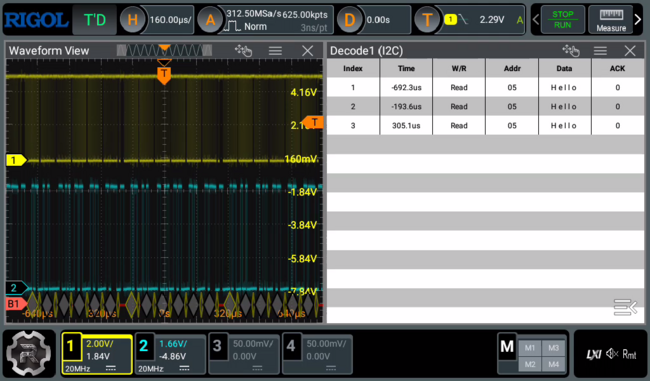 RIGOL T'D H 160.00μs/ A 312.50MSa/s 625.00kpts Norm 3ns/pt D 0.00s T 1 2.29V A STOP RUN Measure
Waveform View
Decode1 (I2C)
Index Time W/R Addr Data ACK
1 -692.3us Read 05 H e l l o 0
2 -193.6us Read 05 H e l l o 0
3 305.1us Read 05 H e l l o 0
T
4.16V
T
1
160mV
-1.84V
-3.84V
-5.84V
2
-7.84V
B1
-640μs -320μs 0s 320μs 640μs
1 2.00V/ 1.84V 20MHz
2 1.66V/ -4.86V 20MHz
3 50.00mV/ 0.00V
4 50.00mV/ 0.00V
M M1 M3 M2 M4
LXI Rmt